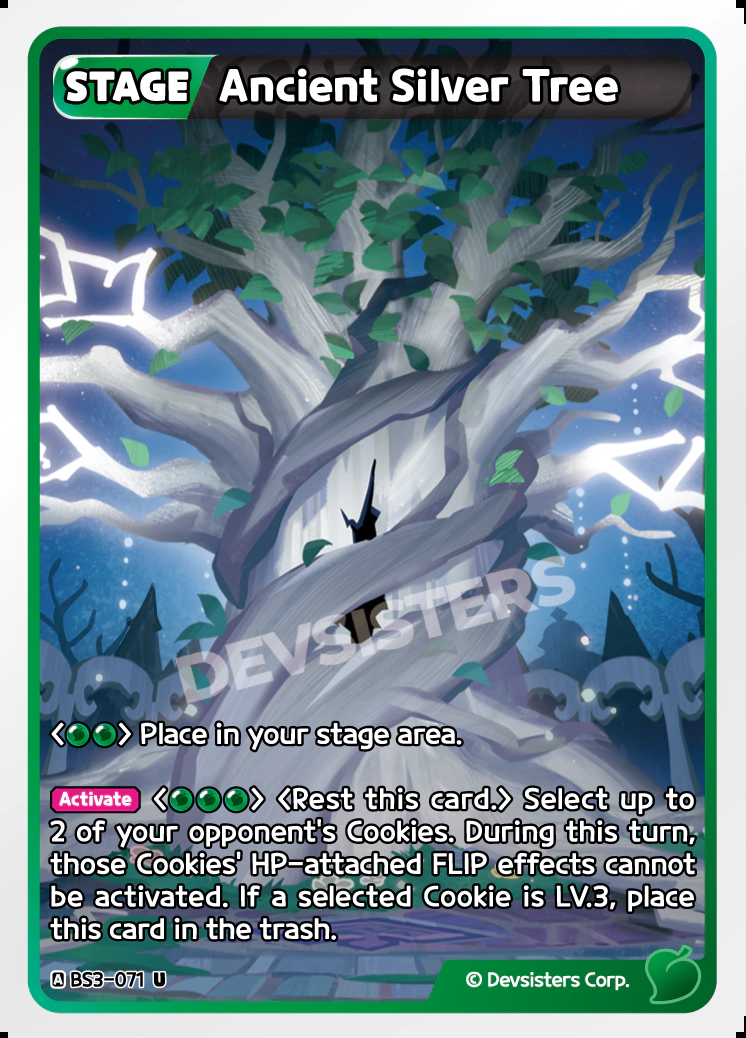 STAGE Ancient Silver Tree
DEVSISTERS
<●●> Place in your stage area.
Activate <●●●> <Rest this card.> Select up to
2 of your opponent's Cookies. During this turn,
those Cookies' HP-attached FLIP effects cannot
be activated. If a selected Cookie is LV.3, place
this card in the trash.
A BS3-071 U
© Devsisters Corp.